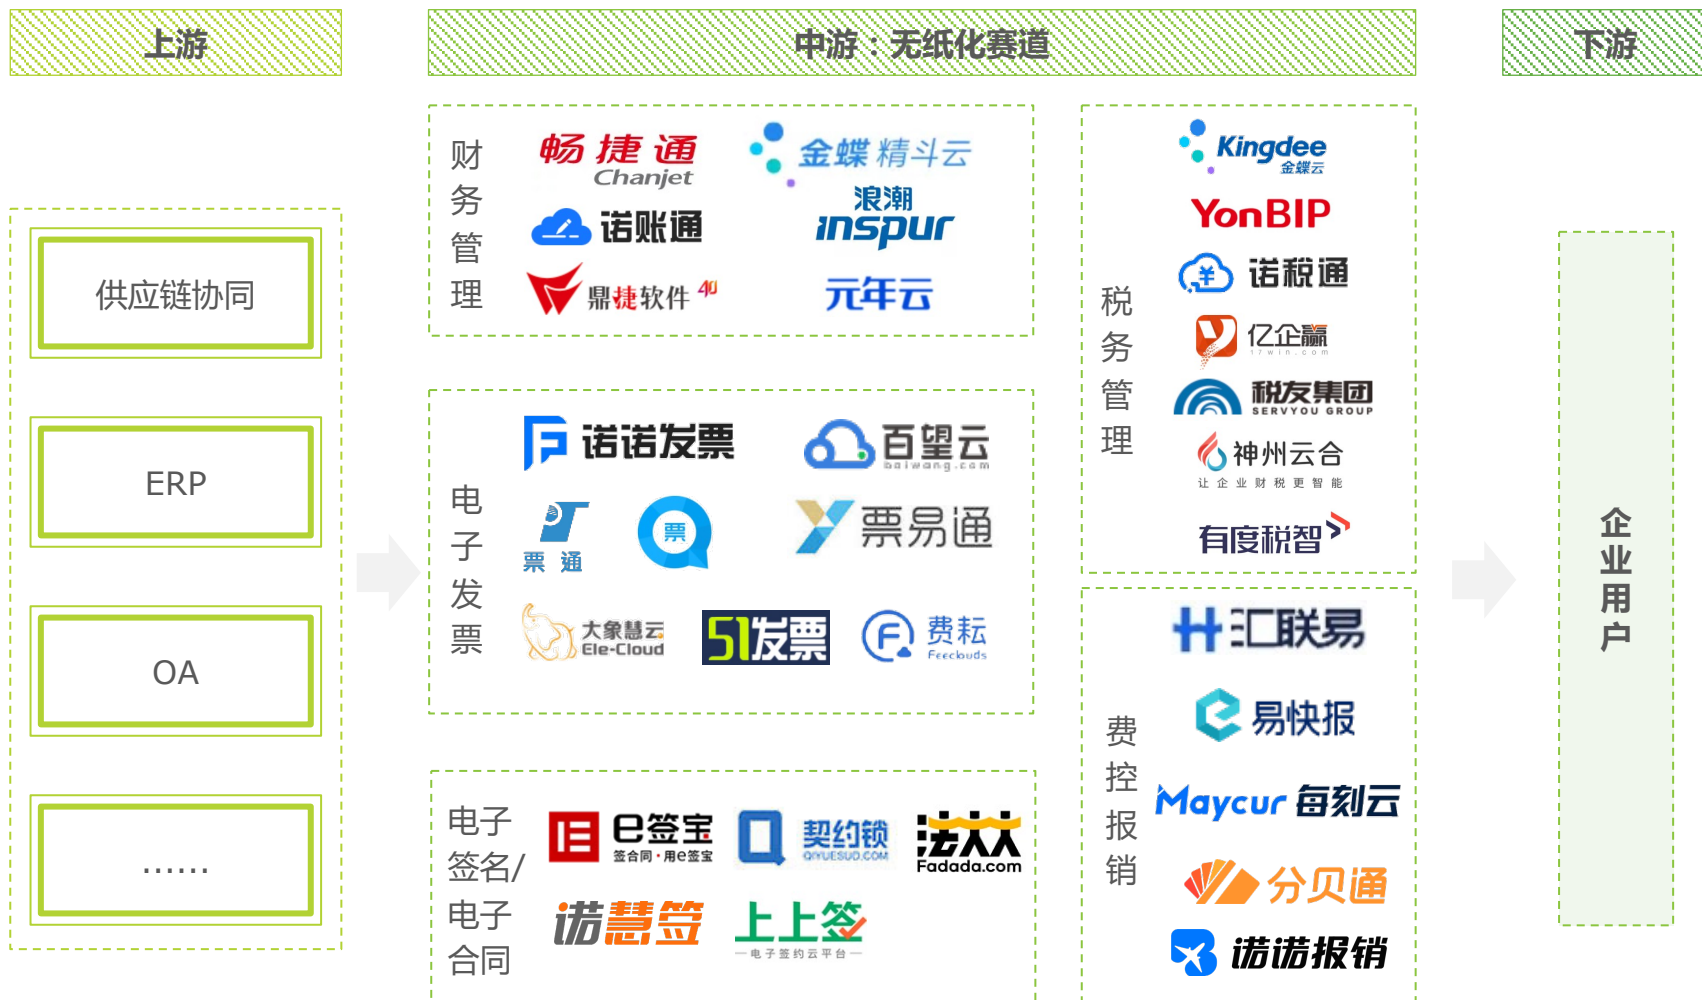 上游
中游：无纸化赛道
下游
供应链协同
ERP
OA
……
财务管理
畅捷通
Chanjet
金蝶 精斗云
诺账通
浪潮
inspur
鼎捷软件 40
元年云
电子发票
诺诺发票
百望云
baiwang.com
票通
票
票易通
大象慧云
Ele-Cloud
51发票
费耘
Feeclouds
电子
签名/
电子
合同
e签宝
签合同·用e签宝
契约锁
QIYUESUO.COM
法大大
Fadada.com
诺慧签
上上签
电子签约云平台
税务管理
Kingdee
金蝶云
YonBIP
诺税通
亿企赢
17win.com
税友集团
SERVYOU GROUP
神州云合
让企业财税更智能
有度税智
费控报销
汇联易
易快报
Maycur 每刻云
分贝通
诺诺报销
企业用户